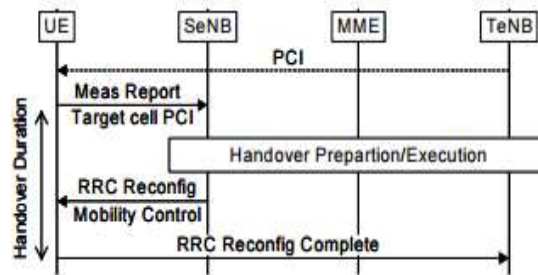 UE SeNB MME TeNB
PCI
Meas Report
Target cell PCI
Handover Prepartion/Execution
RRC Reconfig
Mobility Control
RRC Reconfig Complete
Handover Duration